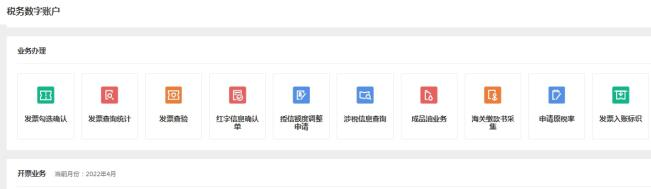 税务数字账户
业务办理
发票勾选确认
发票查询统计
发票查验
红字信息确认
单
授信额度调整
申请
涉税信息查询
成品油业务
海关缴款书采
集
申请原税率
发票入账标识
开票业务 当前月份：2022年4月